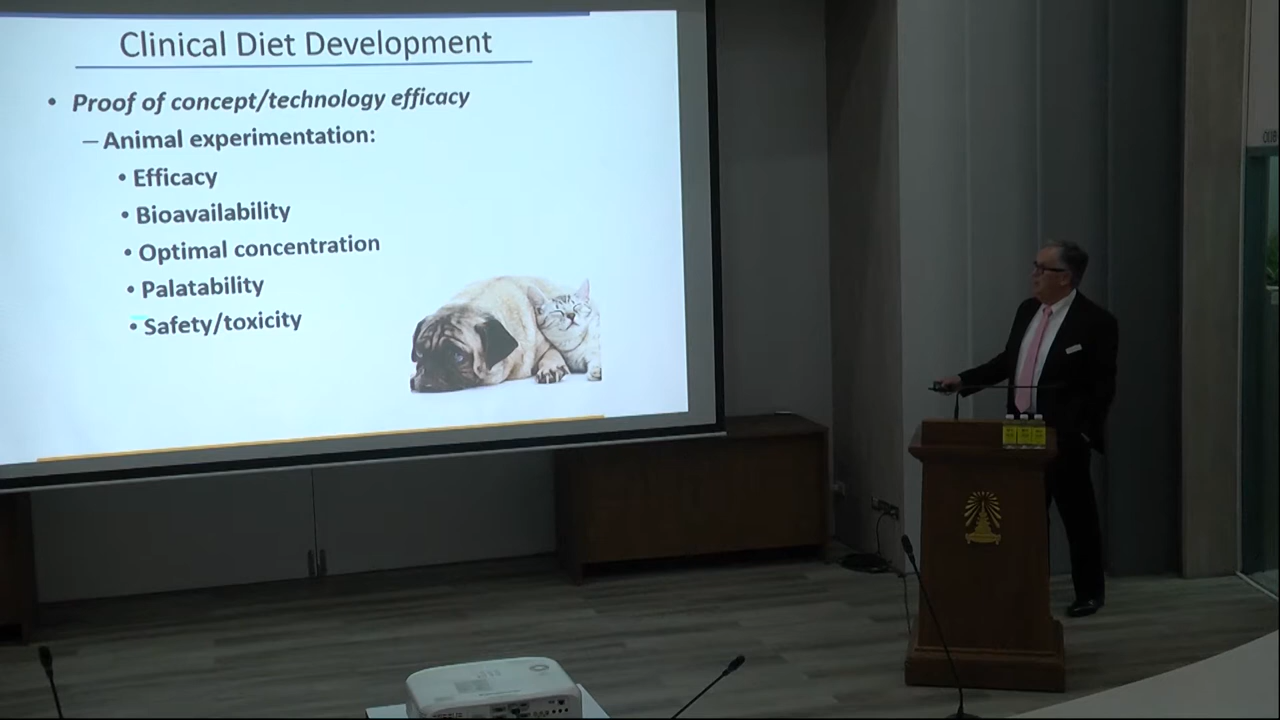 Clinical Diet Development
• Proof of concept/technology efficacy
– Animal experimentation:
• Efficacy
• Bioavailability
• Optimal concentration
• Palatability
• Safety/toxicity